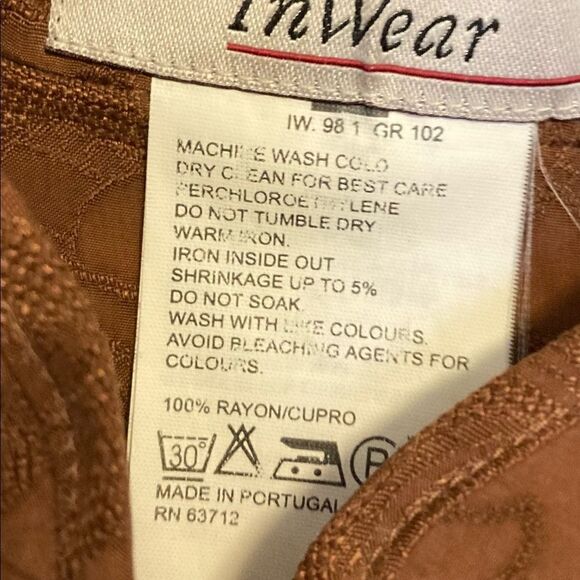 InWear
IW. 98 1 GR 102
MACHINE WASH COLD
DRY CLEAN FOR BEST CARE
PERCHLOROETHYLENE
DO NOT TUMBLE DRY
WARM IRON.
IRON INSIDE OUT
SHRINKAGE UP TO 5%
DO NOT SOAK
WASH WITH LIKE COLOURS.
AVOID BLEACHING AGENTS FOR
COLOURS.
100% RAYON/CUPRO
30° P
MADE IN PORTUGAL
RN 63712